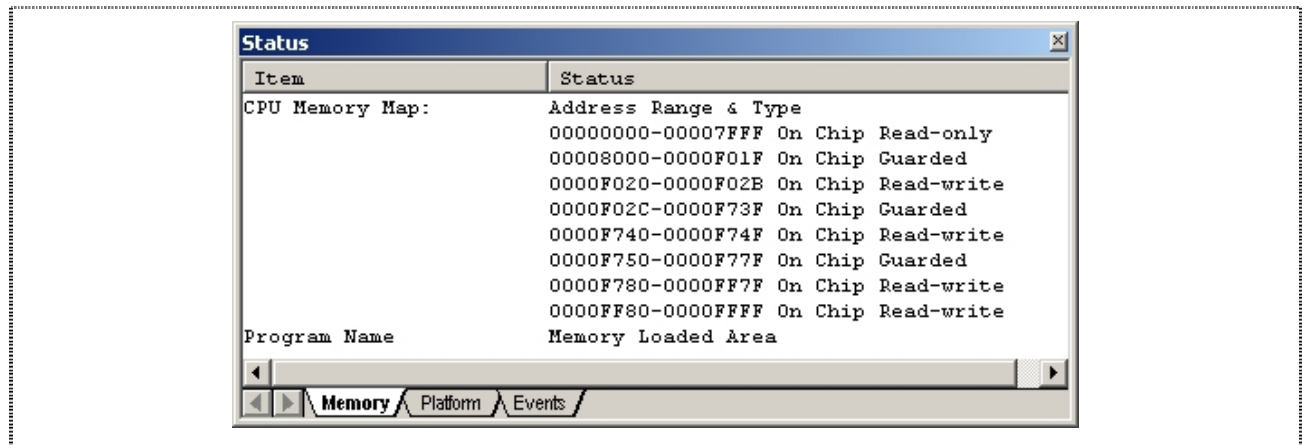 Status
Item Status
CPU Memory Map: Address Range & Type
00000000-00007FFF On Chip Read-only
00008000-0000F01F On Chip Guarded
0000F020-0000F02B On Chip Read-write
0000F02C-0000F73F On Chip Guarded
0000F740-0000F74F On Chip Read-write
0000F750-0000F77F On Chip Guarded
0000F780-0000FF7F On Chip Read-write
0000FF80-0000FFFF On Chip Read-write
Program Name Memory Loaded Area
Memory Platform Events